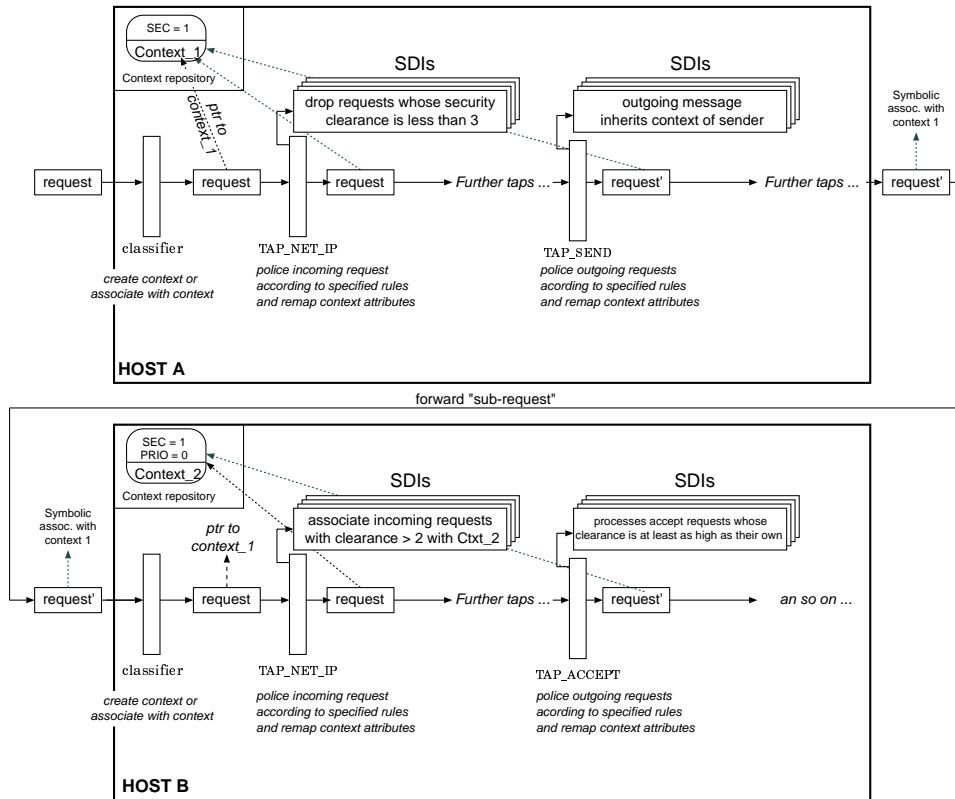 SEC = 1
Context_1
Context repository
SDIs
SDIs
drop requests whose security
clearance is less than 3
outgoing message
inherits context of sender
Symbolic
assoc. with
context 1
ptr to
context_1
request
request
request
Further taps ...
request'
Further taps ...
request'
classifier
TAP_NET_IP
TAP_SEND
create context or
associate with context
police incoming request
according to specified rules
and remap context attributes
police outgoing requests
acording to specified rules
and remap context attributes
HOST A
forward "sub-request"
SEC = 1
PRIO = 0
Context_2
Context repository
SDIs
SDIs
Symbolic
assoc. with
context 1
ptr to
context_1
associate incoming requests
with clearance > 2 with Ctxt_2
processes accept requests whose
clearance is at least as high as their own
request'
request
request
Further taps ...
request'
an so on ...
classifier
TAP_NET_IP
TAP_ACCEPT
create context or
associate with context
police incoming request
according to specified rules
and remap context attributes
police outgoing requests
according to specified rules
and remap context attributes
HOST B